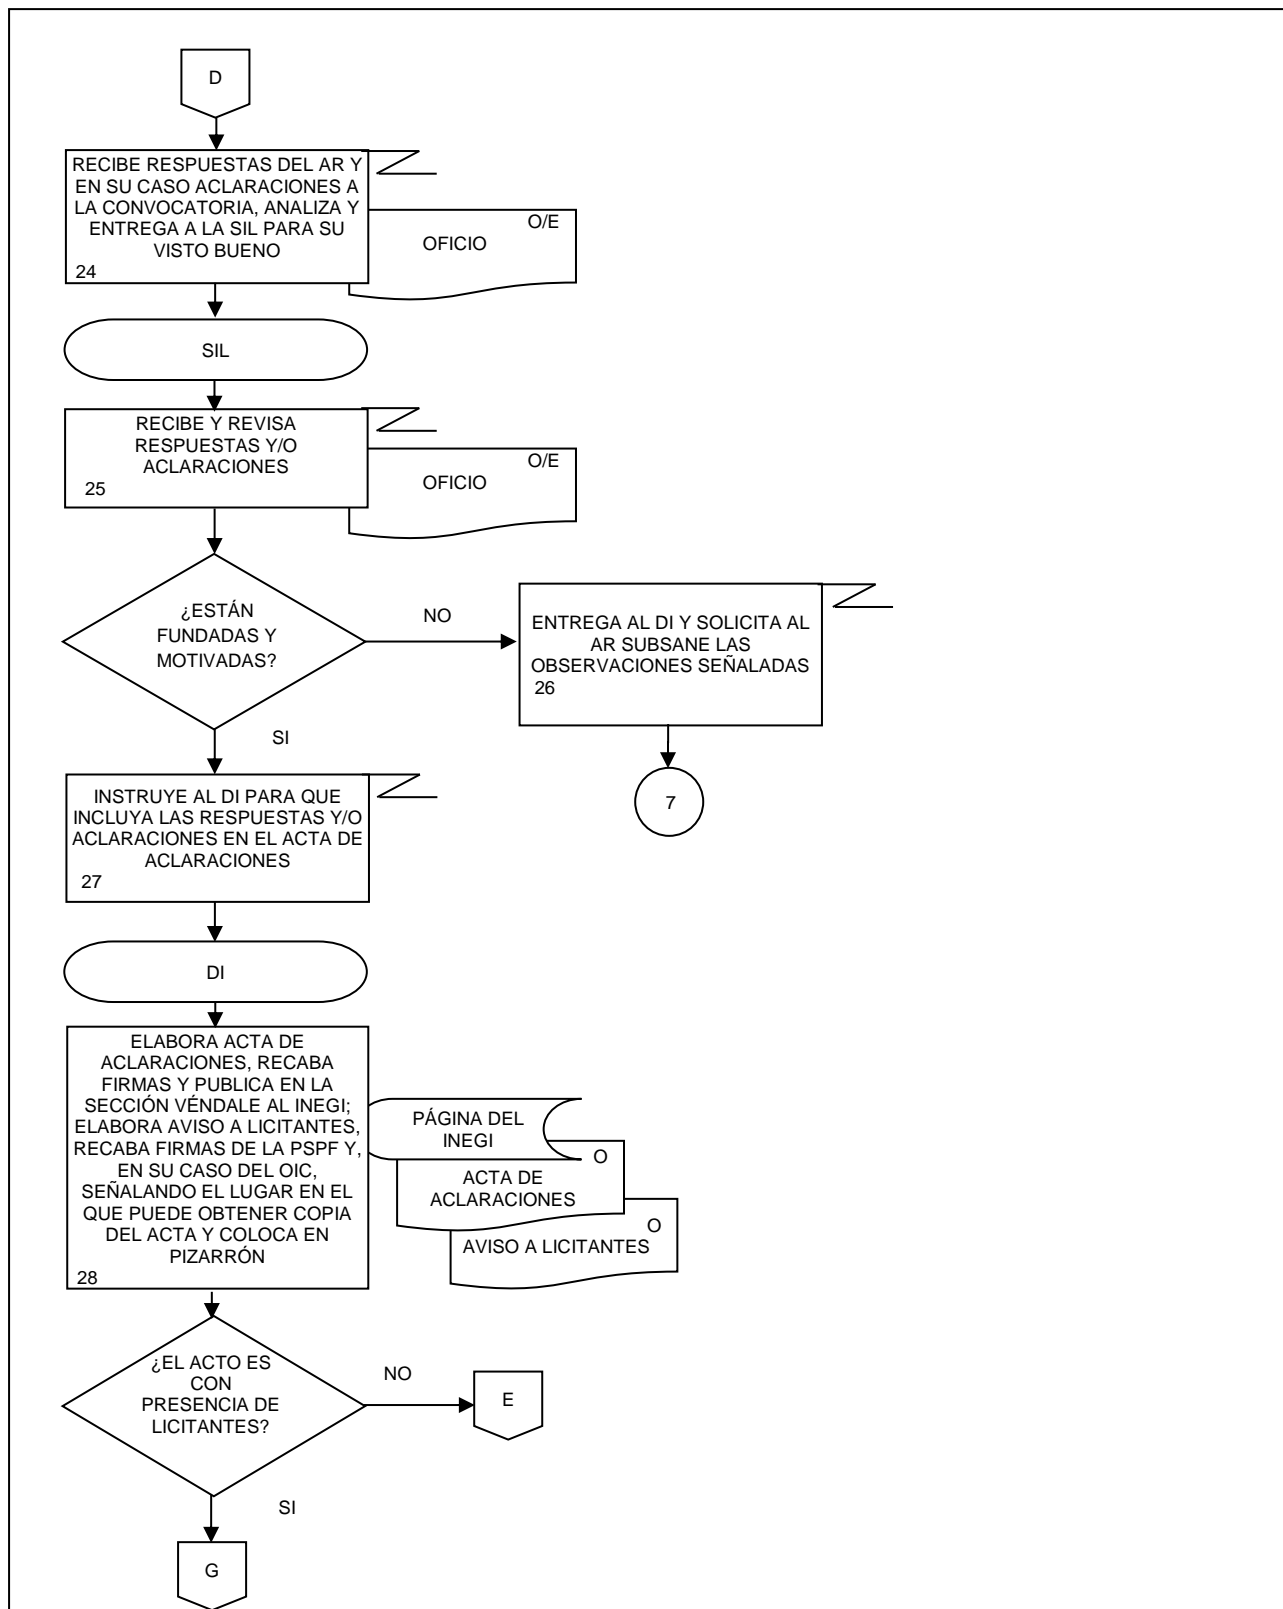 D
RECIBE RESPUESTAS DEL AR Y
EN SU CASO ACLARACIONES A
LA CONVOCATORIA, ANALIZA Y
ENTREGA A LA SIL PARA SU
VISTO BUENO
24
O/E
OFICIO
SIL
RECIBE Y REVISA
RESPUESTAS Y/O
ACLARACIONES
25
O/E
OFICIO
¿ESTÁN
FUNDADAS Y
MOTIVADAS?
NO
ENTREGA AL DI Y SOLICITA AL
AR SUBSANE LAS
OBSERVACIONES SEÑALADAS
26
7
SI
INSTRUYE AL DI PARA QUE
INCLUYA LAS RESPUESTAS Y/O
ACLARACIONES EN EL ACTA DE
ACLARACIONES
27
DI
ELABORA ACTA DE
ACLARACIONES, RECABA
FIRMAS Y PUBLICA EN LA
SECCIÓN VÉNDALE AL INEGI;
ELABORA AVISO A LICITANTES,
RECABA FIRMAS DE LA PSPF Y,
EN SU CASO DEL OIC,
SEÑALANDO EL LUGAR EN EL
QUE PUEDE OBTENER COPIA
DEL ACTA Y COLOCA EN
PIZARRÓN
28
PÁGINA DEL
INEGI
O
ACTA DE
ACLARACIONES
O
AVISO A LICITANTES
¿EL ACTO ES
CON
PRESENCIA DE
LICITANTES?
NO
E
SI
G